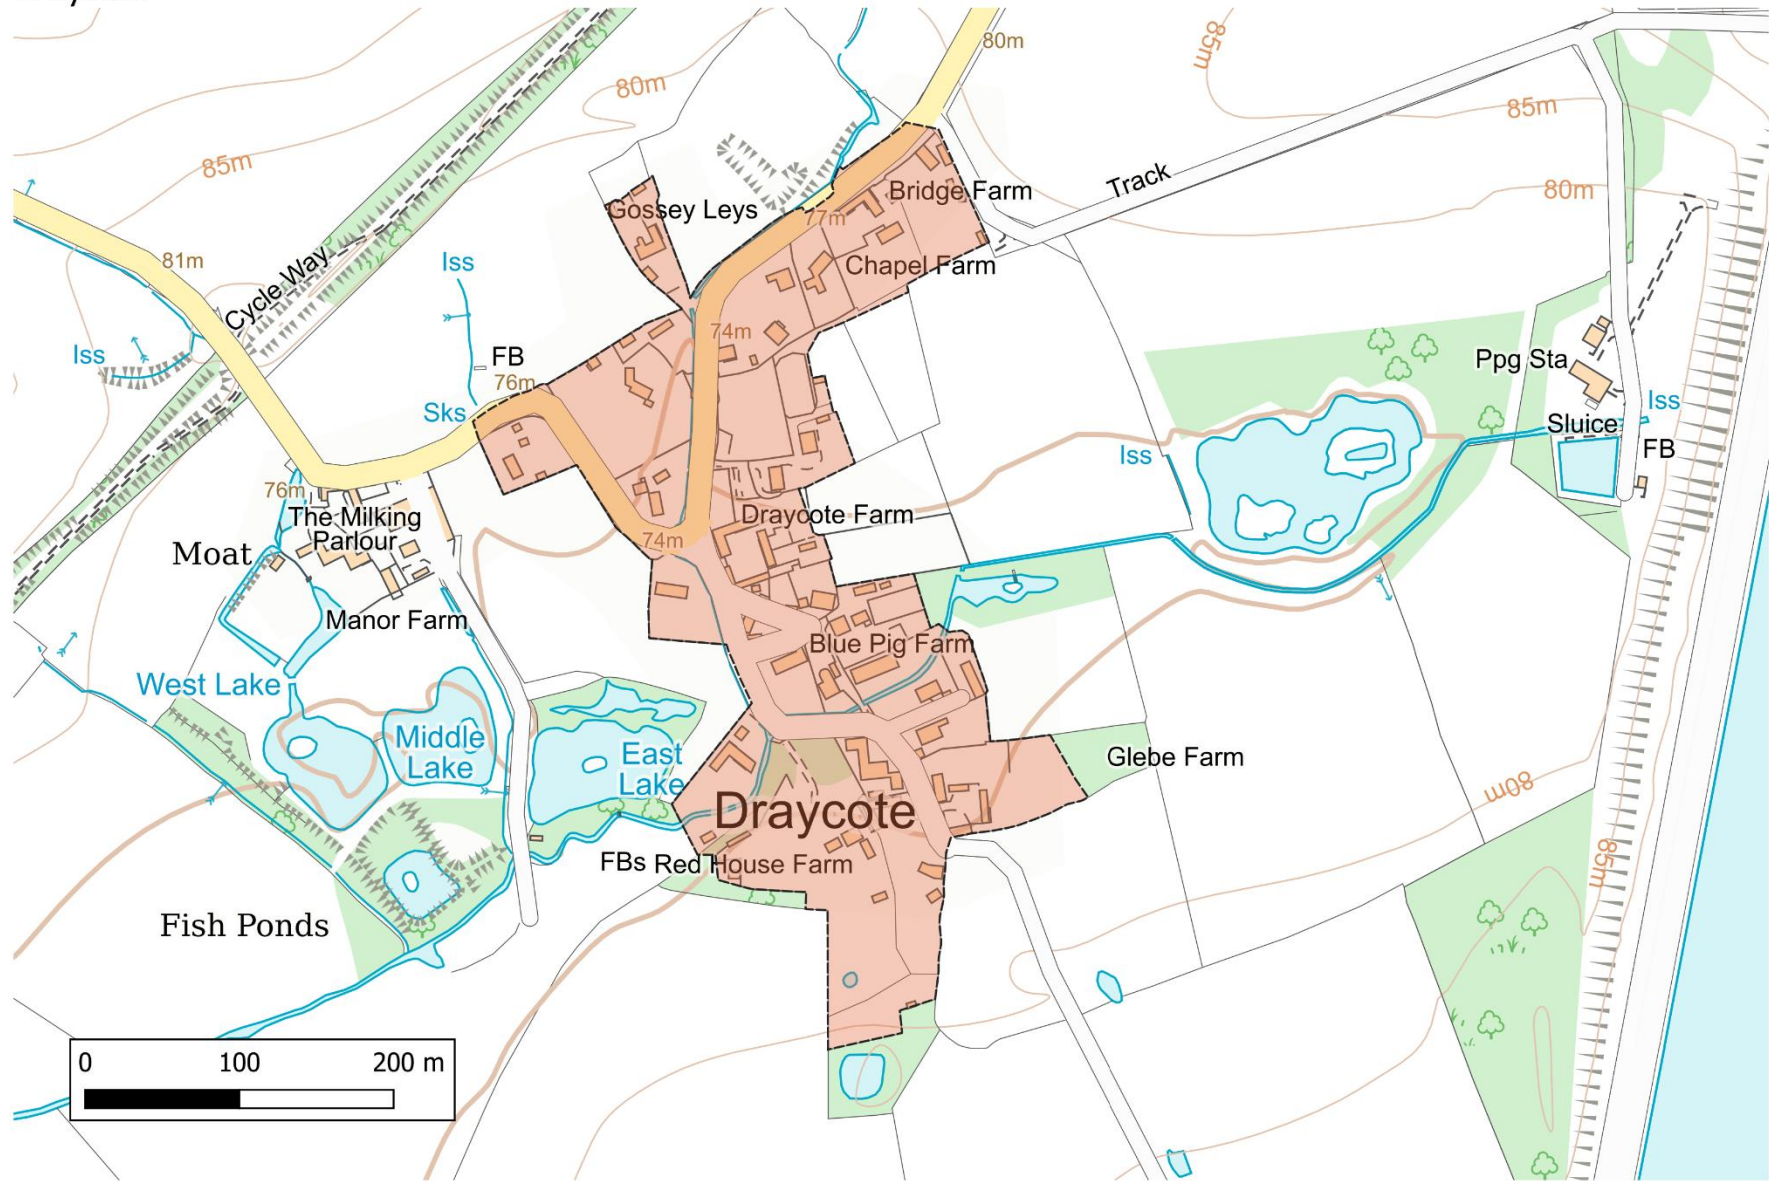 80m
85m
80m
85m
85m
80m
Track
Bridge Farm
Gossey Leys
77m
81m
Cycle Way
Iss
Chapel Farm
74m
Iss
FB
76m
Ppg Sta
Sks
Iss
Sluice
FB
Iss
76m
The Milking
Parlour
Draycote Farm
74m
Moat
Manor Farm
Blue Pig Farm
West Lake
Middle
Lake
East
Lake
Glebe Farm
80m
Draycote
85m
FBs
Red House Farm
Fish Ponds
0 100 200 m